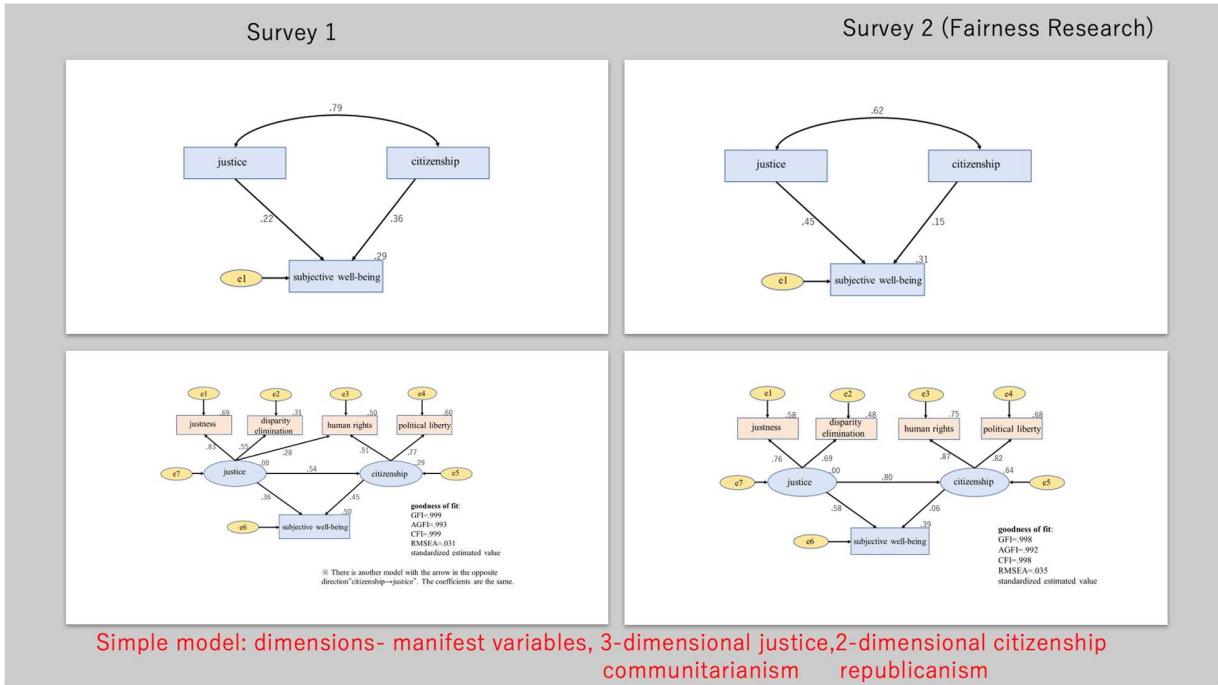 Survey 1
Survey 2 (Fairness Research)
.79
justice
citizenship
.22
.36
.29
e1
subjective well-being
.62
justice
citizenship
.45
.15
.31
e1
subjective well-being
e1
e2
e3
e4
.69
.31
.50
.60
justness
disparity
elimination
human rights
political liberty
.83
.55
.28
.51
.77
.00
.29
e7
justice
.54
citizenship
e5
.36
.45
.50
e6
subjective well-being
goodness of fit:
GFI=.999
AGFI=.993
CFI=.999
RMSEA=.031
standardized estimated value
※ There is another model with the arrow in the opposite
direction"citizenship→justice". The coefficients are the same.
e1
e2
e3
e4
.58
.48
.75
.68
justness
disparity
elimination
human rights
political liberty
.76
.69
.87
.82
.00
.64
e7
justice
.80
citizenship
e5
.58
.06
.39
e6
subjective well-being
goodness of fit:
GFI=.998
AGFI=.992
CFI=.998
RMSEA=.035
standardized estimated value
Simple model: dimensions- manifest variables, 3-dimensional justice,2-dimensional citizenship
communitarianism republicanism